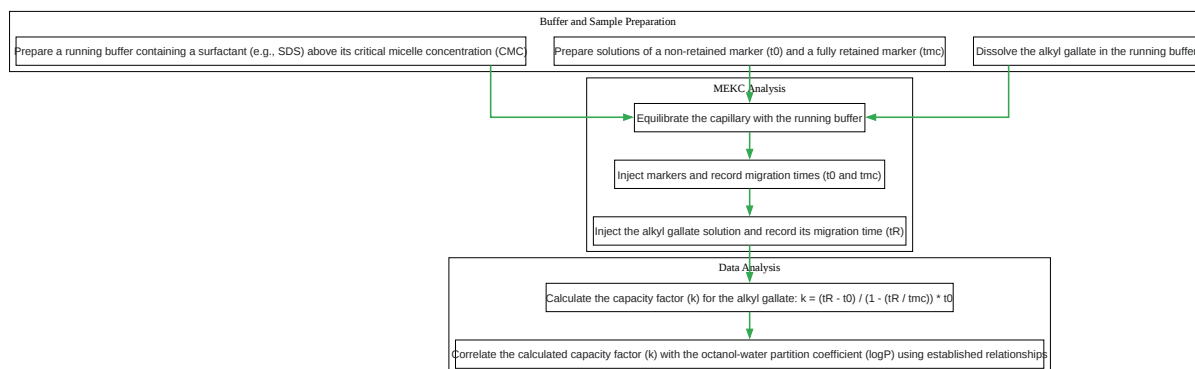 Buffer and Sample Preparation
Prepare a running buffer containing a surfactant (e.g., SDS) above its critical micelle concentration (CMC)
Prepare solutions of a non-retained marker (t0) and a fully retained marker (tmc)
Dissolve the alkyl gallate in the running buffer
MEKC Analysis
Equilibrate the capillary with the running buffer
Inject markers and record migration times (t0 and tmc)
Inject the alkyl gallate solution and record its migration time (tR)
Data Analysis
Calculate the capacity factor (k) for the alkyl gallate: k = (tR - t0) / (1 - (tR / tmc)) * t0
Correlate the calculated capacity factor (k) with the octanol-water partition coefficient (logP) using established relationships